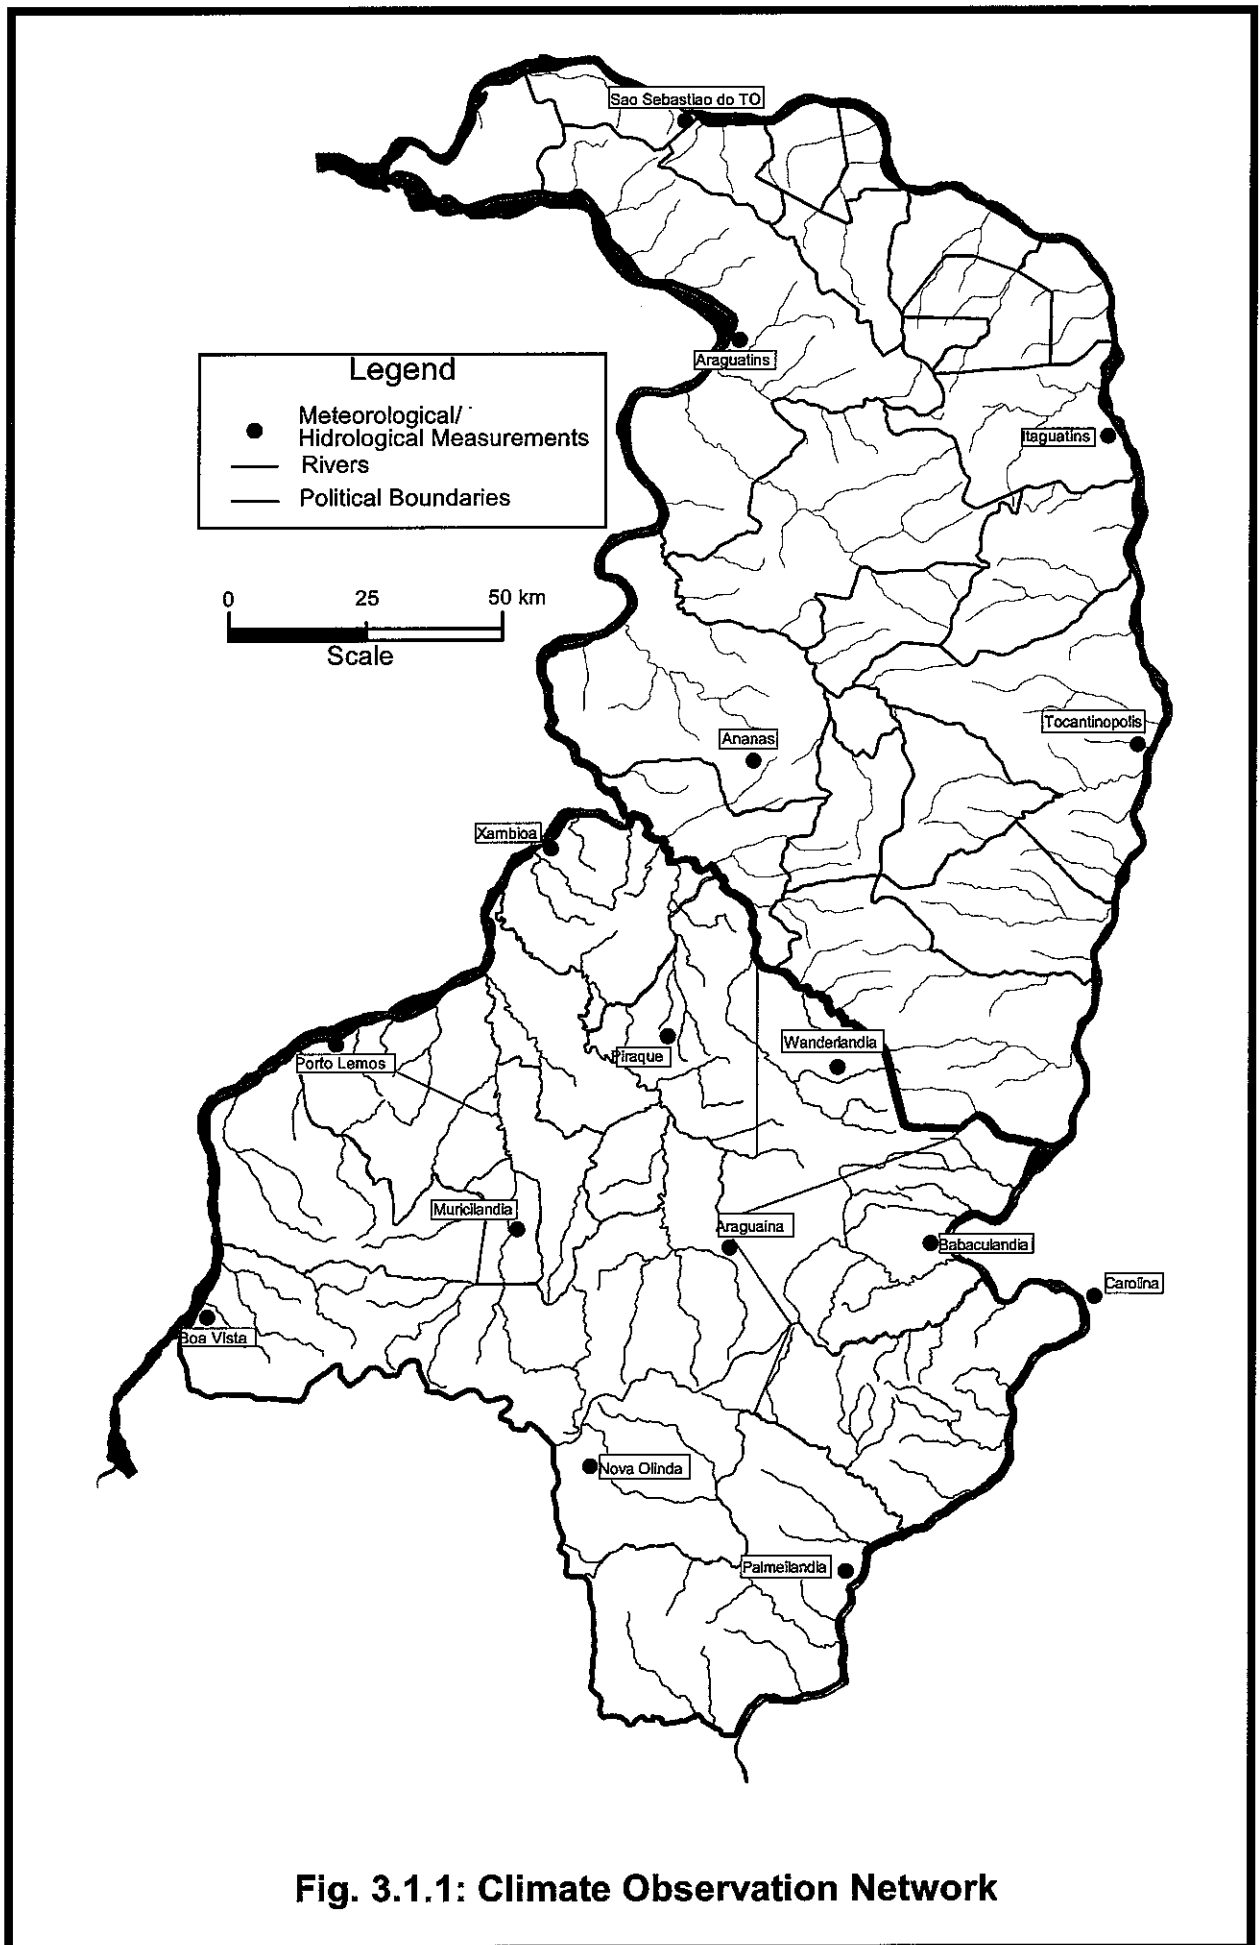 Sao Sebastiao do TO
Araguatins
Legend
Meteorological/
Hidrological Measurements
Rivers
Political Boundaries
Itaguatins
0 25 50 km
Scale
Tocantinopolis
Ananas
Xambioa
Wanderlandia
Piraque
Porto Lemos
Muricilandia
Araguaina
Babaculandia
Carolina
Boa VIsta
Nova Olinda
Palmeilandia
Fig. 3.1.1: Climate Observation Network